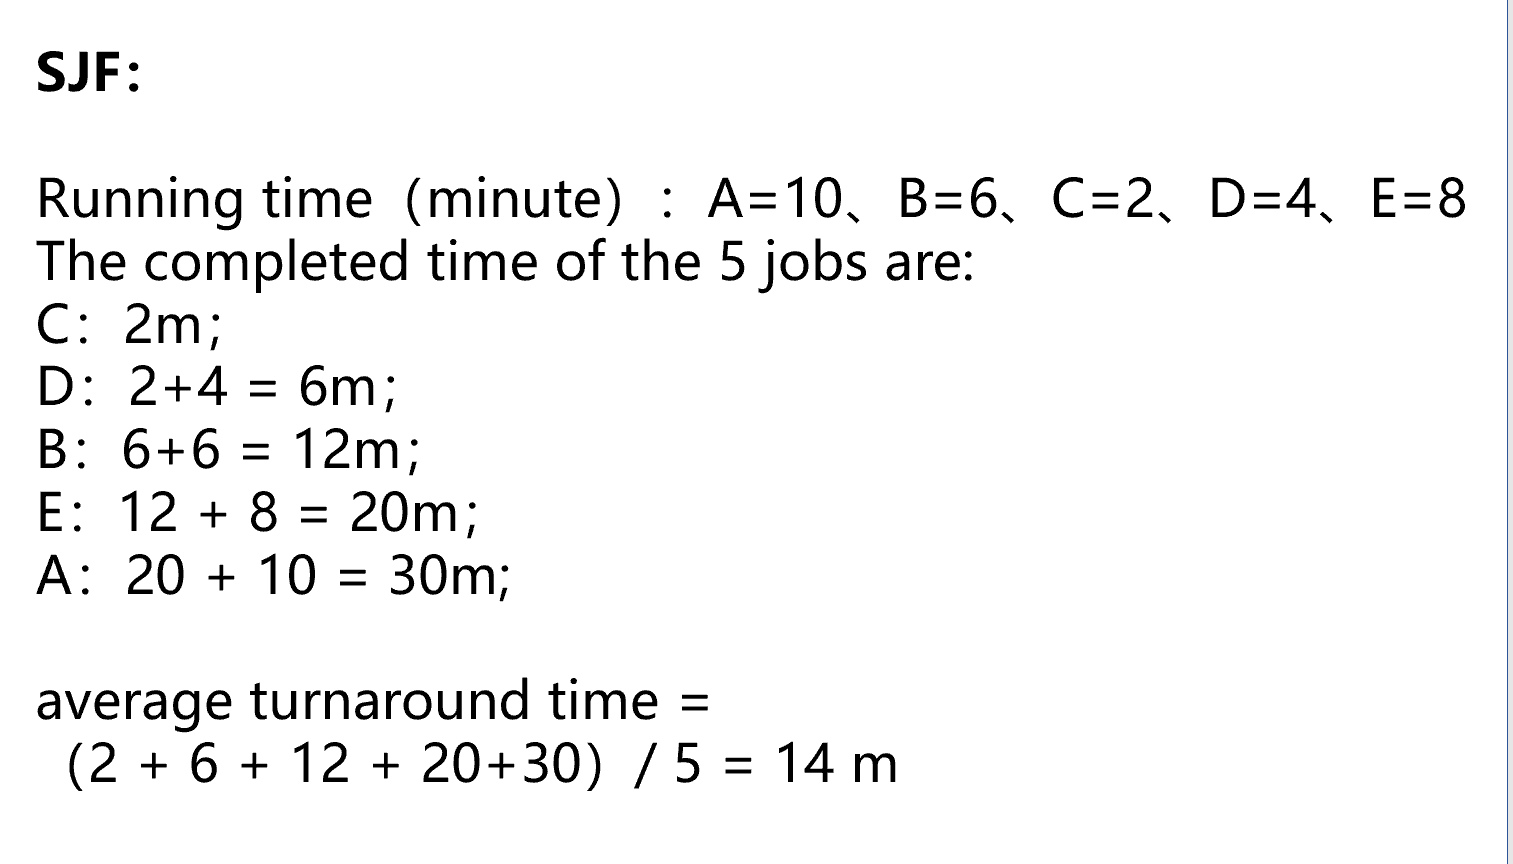 SJF：
Running time（minute）：A=10、B=6、C=2、D=4、E=8
The completed time of the 5 jobs are:
C：2m；
D：2+4 = 6m；
B：6+6 = 12m；
E：12 + 8 = 20m；
A：20 + 10 = 30m;
average turnaround time =
（2 + 6 + 12 + 20+30）/ 5 = 14 m